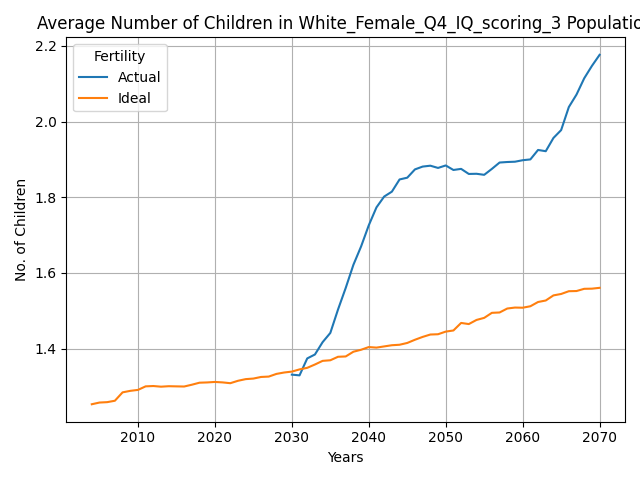 Average Number of Children in White_Female_Q4_IQ_scoring_3 Populatio
Fertility
Actual
Ideal
No. of Children
2.2
2.0
1.8
1.6
1.4
2010 2020 2030 2040 2050 2060 2070
Years